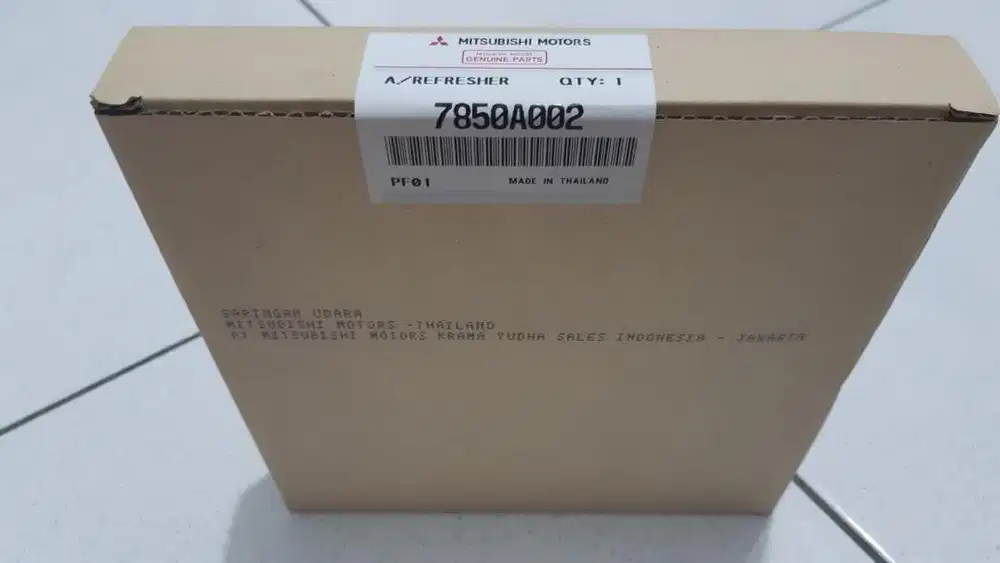 MITSUBISHI MOTORS
GENUINE PARTS
A/REFRESHER QTY: 1
7850A002
PF01 MADE IN THAILAND
SARINGAN UDARA
MITSUBISHI MOTORS -THAILAND
PT MITSUBISHI MOTORS KRAMA YUDHA SALES INDONESIA - JAKARTA